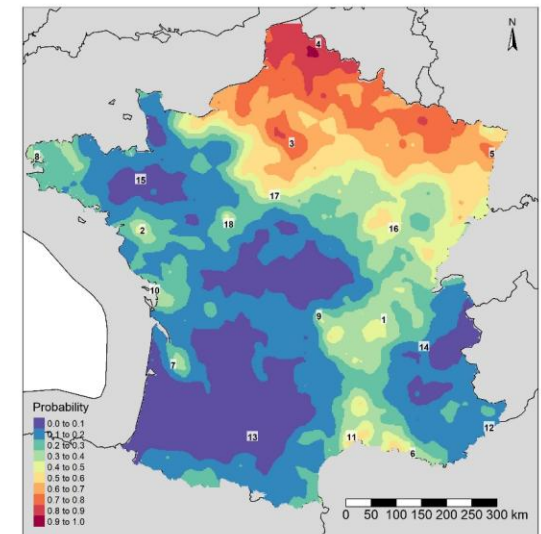 N
4
3
5
8
15
17
2
18
16
10
9
1
14
7
12
13
11
6
Probability
0.0 to 0.1
0.1 to 0.2
0.2 to 0.3
0.3 to 0.4
0.4 to 0.5
0.5 to 0.6
0.6 to 0.7
0.7 to 0.8
0.8 to 0.9
0.9 to 1.0
0 50 100 150 200 250 300 km